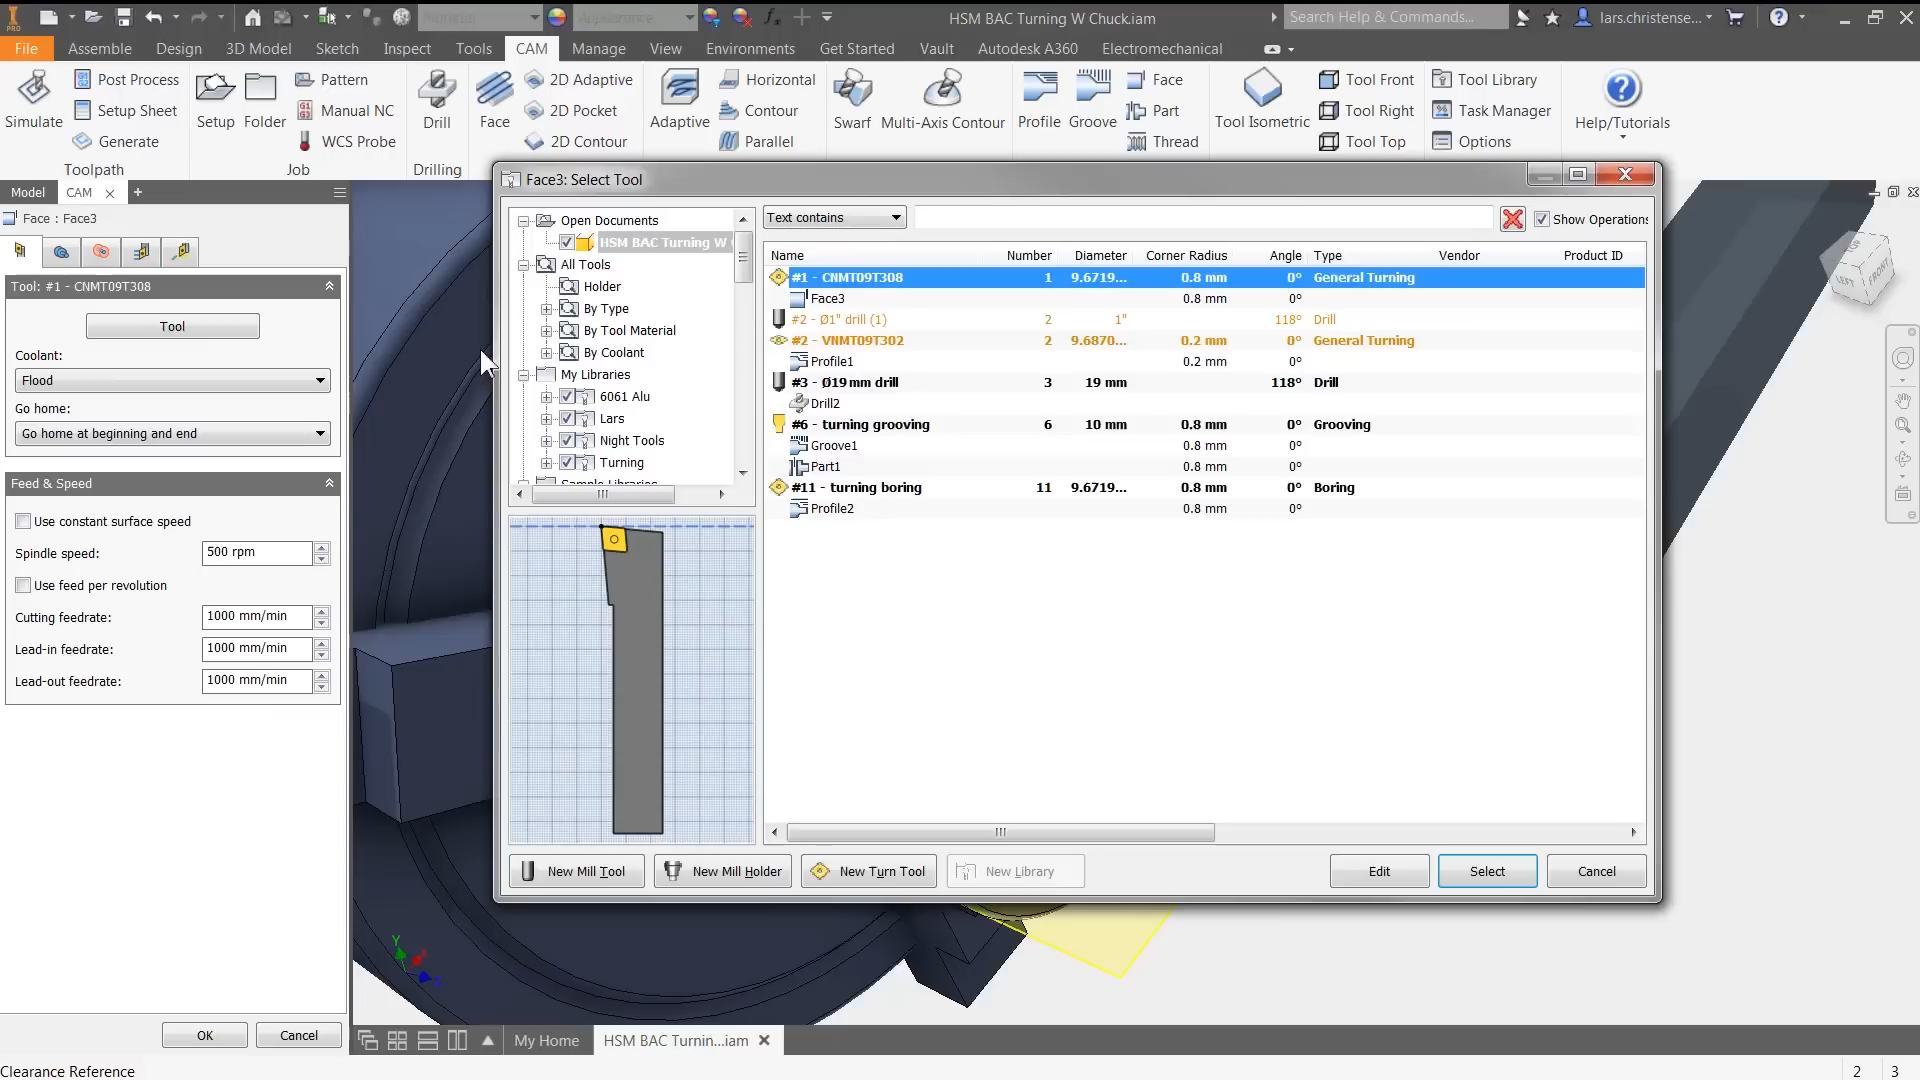 PRO
Material
Appearance
HSM BAC Turning W Chuck.iam
Search Help & Commands...
lars.christense...
File
Assemble
Design
3D Model
Sketch
Inspect
Tools
CAM
Manage
View
Environments
Get Started
Vault
Autodesk A360
Electromechanical
Simulate
Post Process
Setup Sheet
Generate
Toolpath
Setup
Folder
Pattern
Manual NC
WCS Probe
Job
Drill
Drilling
Face
2D Adaptive
2D Pocket
2D Contour
Adaptive
Horizontal
Contour
Parallel
Swarf
Multi-Axis Contour
Profile
Groove
Face
Part
Thread
Tool Isometric
Tool Front
Tool Right
Tool Top
Tool Library
Task Manager
Options
Help/Tutorials
Model
CAM
Face : Face3
Tool: #1 - CNMT09T308
Tool
Coolant:
Flood
Go home:
Go home at beginning and end
Feed & Speed
Use constant surface speed
Spindle speed: 500 rpm
Use feed per revolution
Cutting feedrate: 1000 mm/min
Lead-in feedrate: 1000 mm/min
Lead-out feedrate: 1000 mm/min
OK
Cancel
Face3: Select Tool
Open Documents
HSM BAC Turning W
All Tools
Holder
By Type
By Tool Material
By Coolant
My Libraries
6061 Alu
Lars
Night Tools
Turning
Sample Libraries
Text contains
Show Operations
Name Number Diameter Corner Radius Angle Type Vendor Product ID
#1 - CNMT09T308 1 9.6719... 0.8 mm 0° General Turning
Face3 0.8 mm 0°
#2 - Ø1" drill (1) 2 1" 118° Drill
#2 - VNMT09T302 2 9.6870... 0.2 mm 0° General Turning
Profile1 0.2 mm 0°
#3 - Ø19 mm drill 3 19 mm 118° Drill
Drill2
#6 - turning grooving 6 10 mm 0.8 mm 0° Grooving
Groove1 0.8 mm 0°
Part1 0.8 mm 0°
#11 - turning boring 11 9.6719... 0.8 mm 0° Boring
Profile2 0.8 mm 0°
New Mill Tool
New Mill Holder
New Turn Tool
New Library
Edit
Select
Cancel
LEFT
FRONT
Y
X
Z
My Home
HSM BAC Turnin...iam
Clearance Reference
2
3